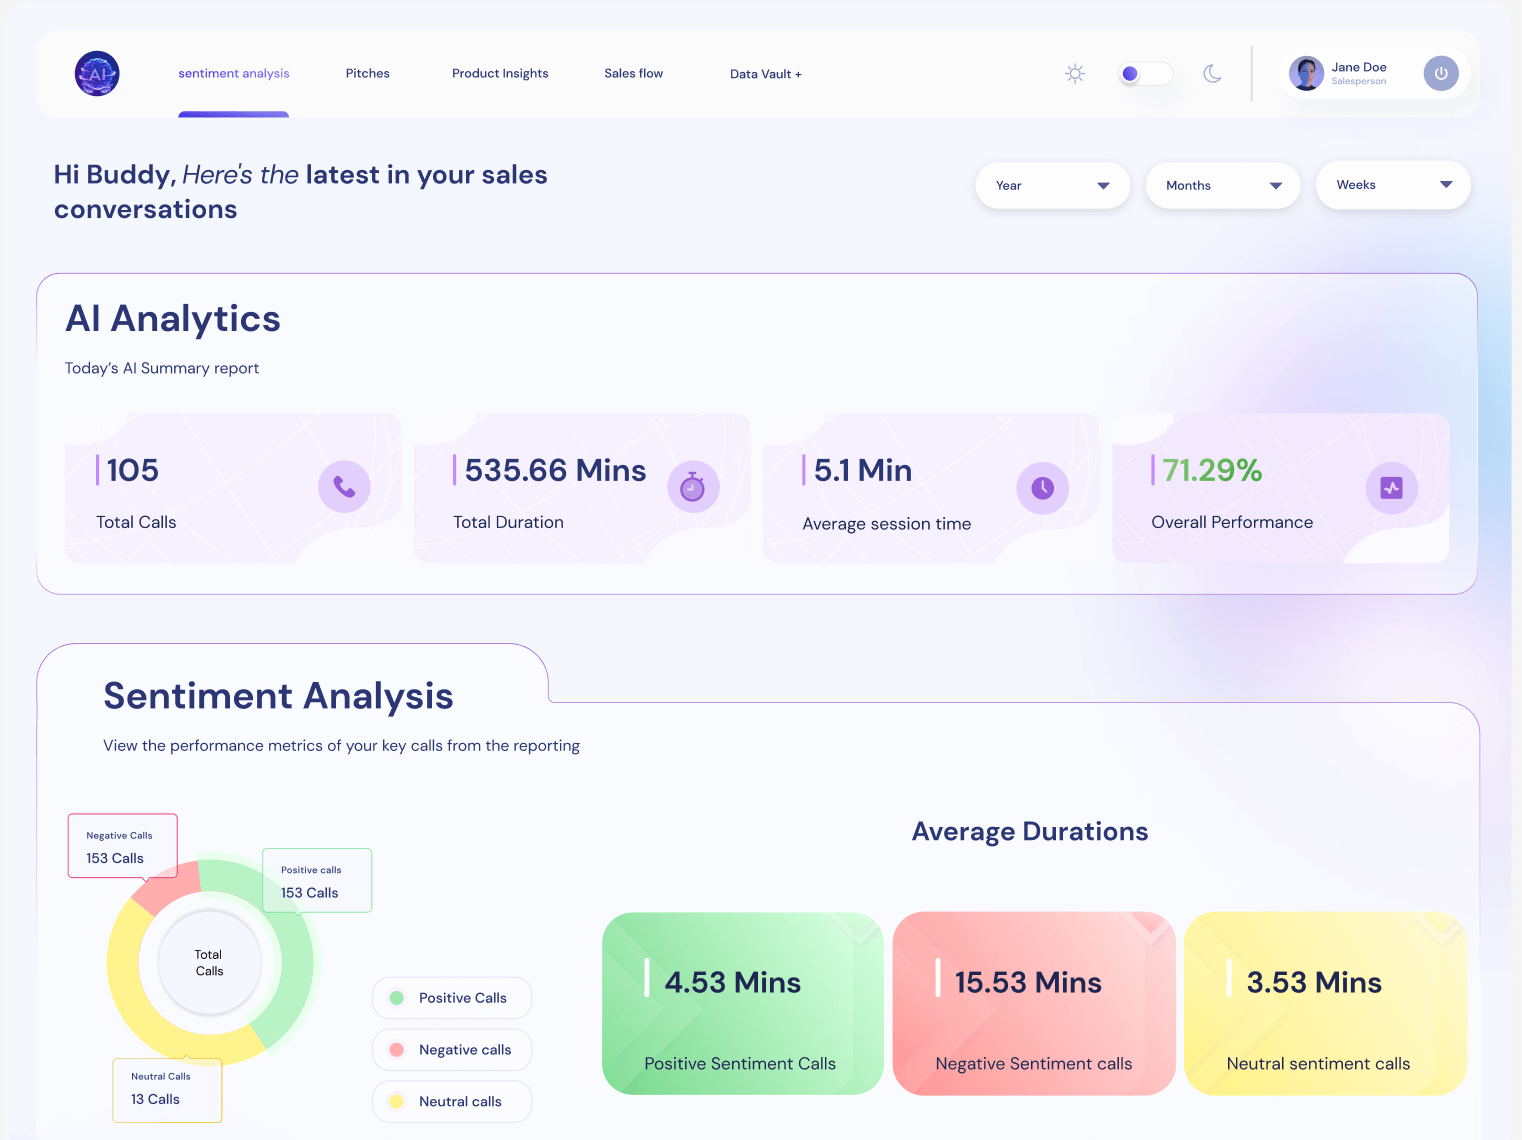 AI
sentiment analysis
Pitches
Product Insights
Sales flow
Data Vault +
Jane Doe
Salesperson
Hi Buddy, Here's the latest in your sales
conversations
Year
Months
Weeks
AI Analytics
Today's AI Summary report
105
Total Calls
535.66 Mins
Total Duration
5.1 Min
Average session time
71.29%
Overall Performance
Sentiment Analysis
View the performance metrics of your key calls from the reporting
Negative Calls
153 Calls
Positive calls
153 Calls
Total
Calls
Neutral Calls
13 Calls
Positive Calls
Negative calls
Neutral calls
Average Durations
4.53 Mins
Positive Sentiment Calls
15.53 Mins
Negative Sentiment calls
3.53 Mins
Neutral sentiment calls